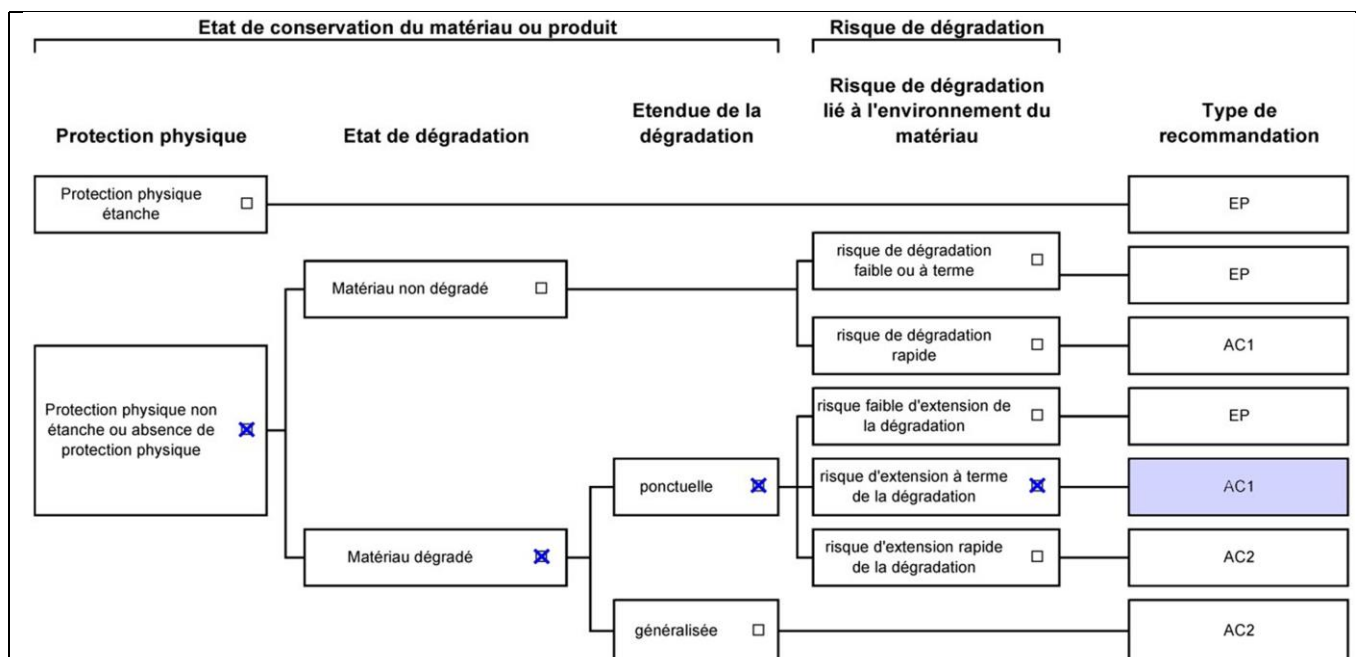 Etat de conservation du matériau ou produit
Risque de dégradation
Protection physique
Etat de dégradation
Etendue de la
dégradation
Risque de dégradation
lié à l'environnement du
matériau
Type de
recommandation
Protection physique
étanche
EP
Matériau non dégradé
risque de dégradation
faible ou à terme
EP
risque de dégradation
rapide
AC1
Protection physique non
étanche ou absence de
protection physique
risque faible d'extension de
la dégradation
EP
ponctuelle
risque d'extension à terme
de la dégradation
AC1
Matériau dégradé
risque d'extension rapide
de la dégradation
AC2
généralisée
AC2